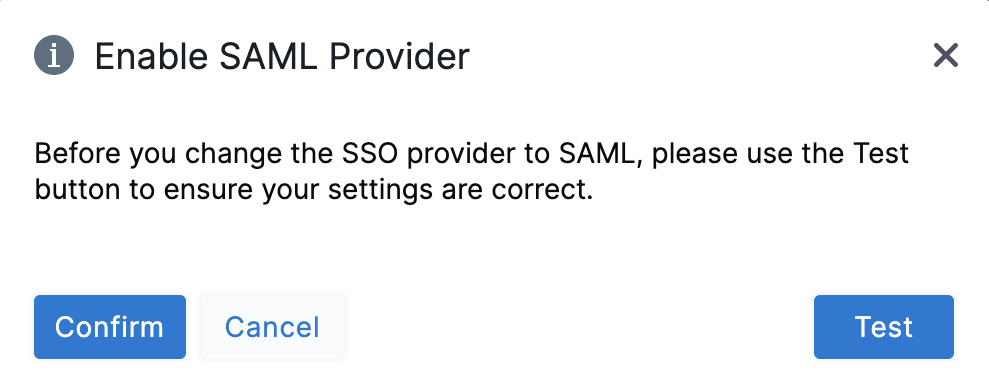 Enable SAML Provider
Before you change the SSO provider to SAML, please use the Test
button to ensure your settings are correct.
Confirm Cancel Test